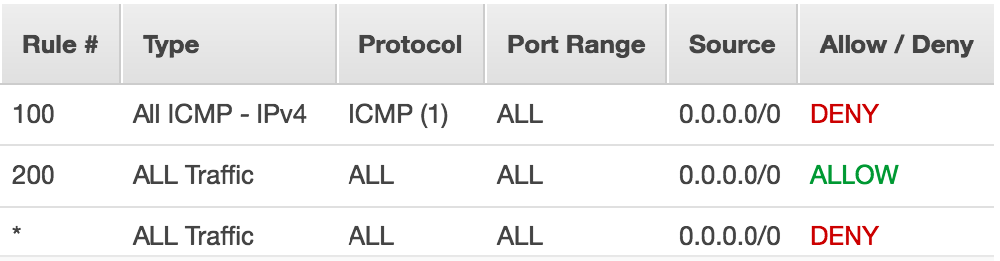 Rule # Type Protocol Port Range Source Allow / Deny
100 All ICMP - IPv4 ICMP (1) ALL 0.0.0.0/0 DENY
200 ALL Traffic ALL ALL 0.0.0.0/0 ALLOW
* ALL Traffic ALL ALL 0.0.0.0/0 DENY